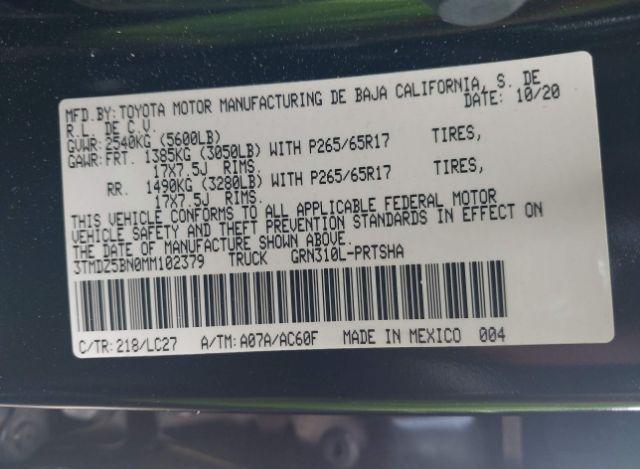 MFD.BY: TOYOTA MOTOR MANUFACTURING DE BAJA CALIFORNIA, S. DE
R.L. DE C.V. DATE: 10/20
GVWR: 2540KG (5600LB)
GAWR: FRT. 1385KG (3050LB) WITH P265/65R17 TIRES,
17X7.5J RIMS.
RR. 1490KG (3280LB) WITH P265/65R17 TIRES,
17X7.5J RIMS.
THIS VEHICLE CONFORMS TO ALL APPLICABLE FEDERAL MOTOR
VEHICLE SAFETY AND THEFT PREVENTION STANDARDS IN EFFECT ON
THE DATE OF MANUFACTURE SHOWN ABOVE.
3TMDZ5BN0MM102379 TRUCK GRN310L-PRTSHA
C/TR: 218/LC27 A/TM: A07A/AC60F MADE IN MEXICO 004